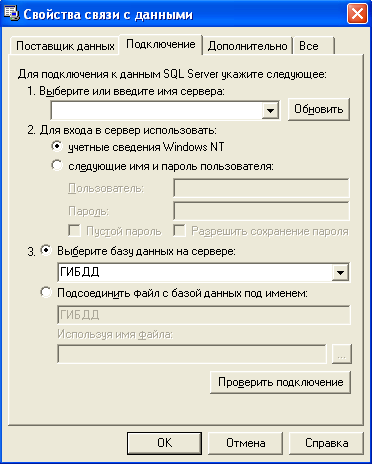 Свойства связи с данными
Поставщик данных Подключение Дополнительно Все
Для подключения к данным SQL Server укажите следующее:
1. Выберите или введите имя сервера:
Обновить
2. Для входа в сервер использовать:
учетные сведения Windows NT
следующие имя и пароль пользователя:
Пользователь:
Пароль:
Пустой пароль Разрешить сохранение пароля
3. Выберите базу данных на сервере:
ГИБДД
Подсоединить файл с базой данных под именем:
ГИБДД
Используя имя файла:
...
Проверить подключение
OK Отмена Справка